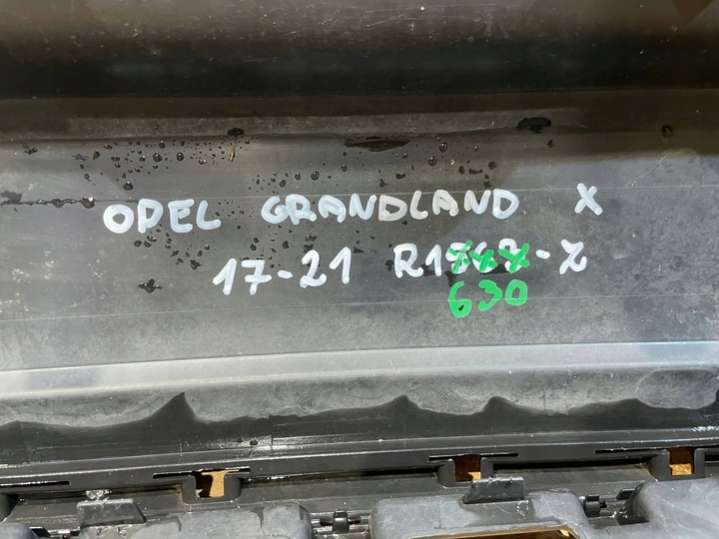 OPEL GRANDLAND X
17-21 R1
630